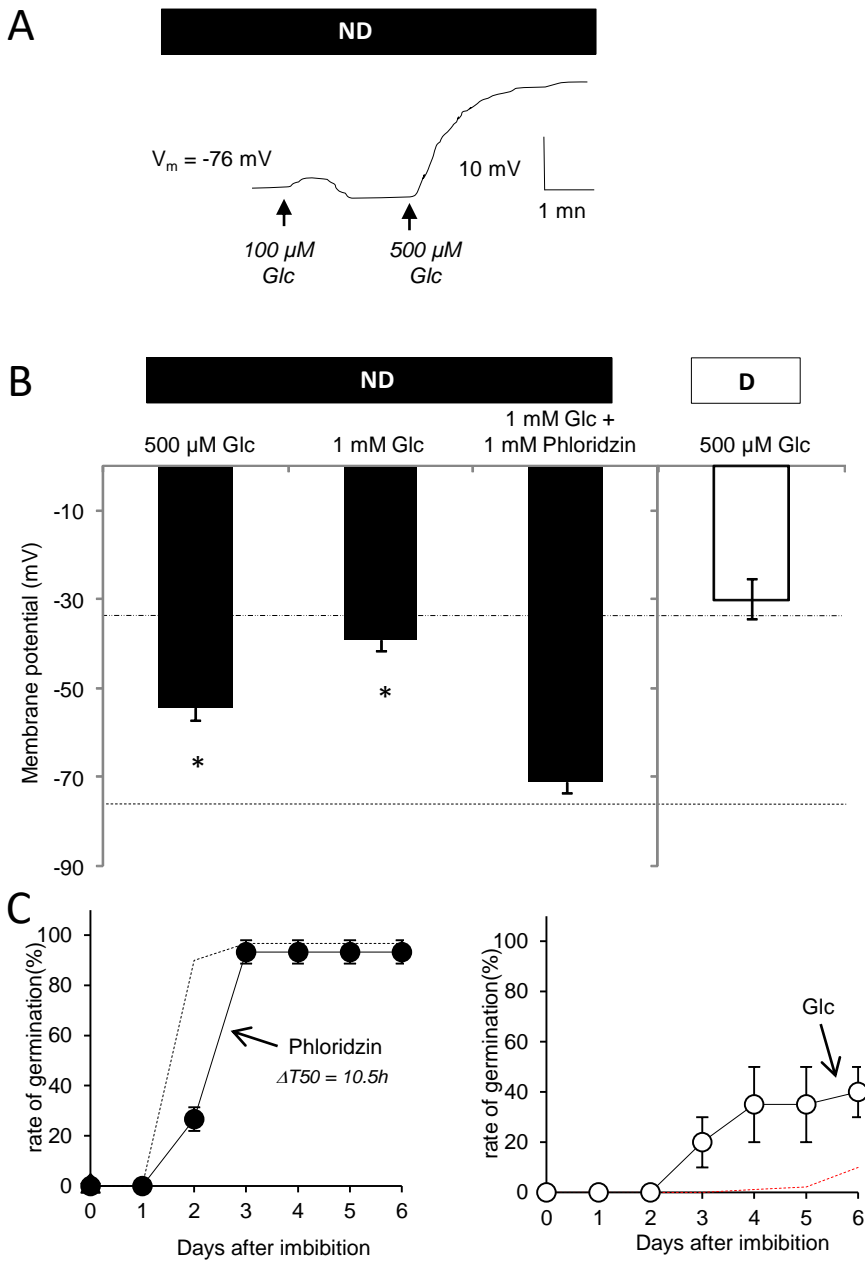 A
ND
Vm = -76 mV
10 mV
1 mn
100 µM
Glc
500 µM
Glc
B
ND
D
500 µM Glc
1 mM Glc
1 mM Glc +
1 mM Phloridzin
500 µM Glc
Membrane potential (mV)
-10
-30
-50
-70
-90
*
*
C
rate of germination(%)
100
80
60
40
20
0
0 1 2 3 4 5 6
Days after imbibition
Phloridzin
ΔT50 = 10.5h
rate of germination(%)
100
80
60
40
20
0
0 1 2 3 4 5 6
Days after imbibition
Glc